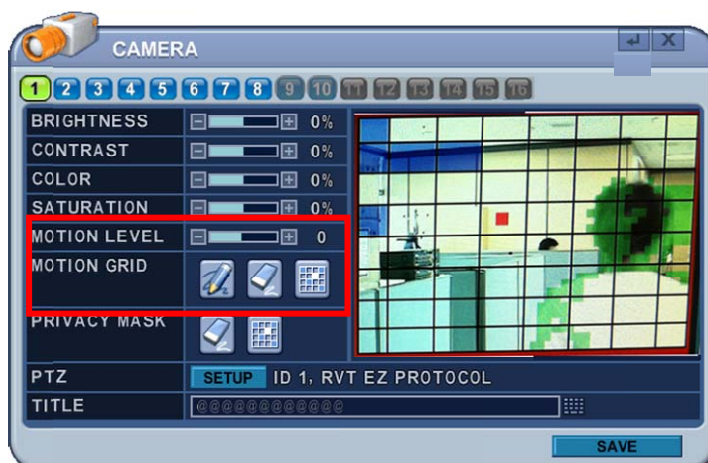 CAMERA
1 2 3 4 5 6 7 8 9 10 11 12 13 14 15 16
BRIGHTNESS 0%
CONTRAST 0%
COLOR 0%
SATURATION 0%
MOTION LEVEL 0
MOTION GRID
PRIVACY MASK
PTZ SETUP ID 1, RVT EZ PROTOCOL
TITLE @@@@@@@@@@@@
SAVE